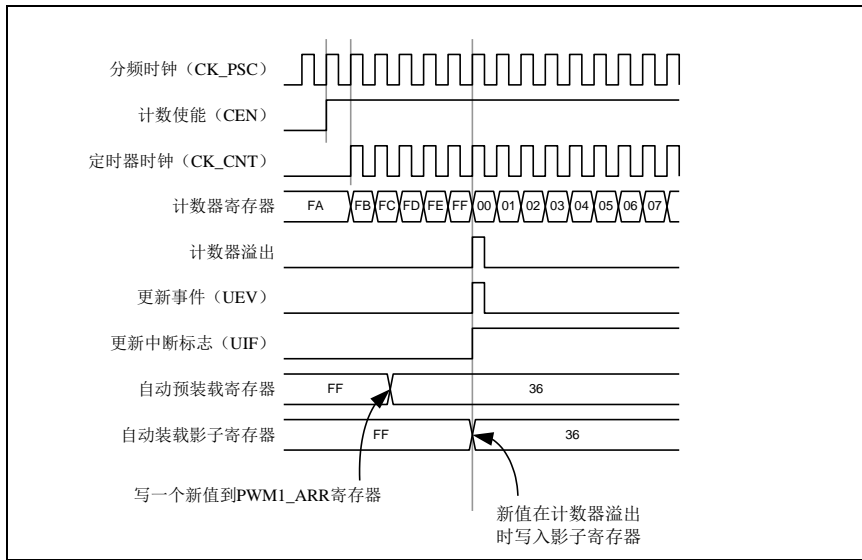 分频时钟（CK_PSC）
计数使能（CEN）
定时器时钟（CK_CNT）
计数器寄存器 FA FB FC FD FE FF 00 01 02 03 04 05 06 07
计数器溢出
更新事件（UEV）
更新中断标志（UIF）
自动预装载寄存器 FF 36
自动装载影子寄存器 FF 36
写一个新值到PWM1_ARR寄存器
新值在计数器溢出
时写入影子寄存器